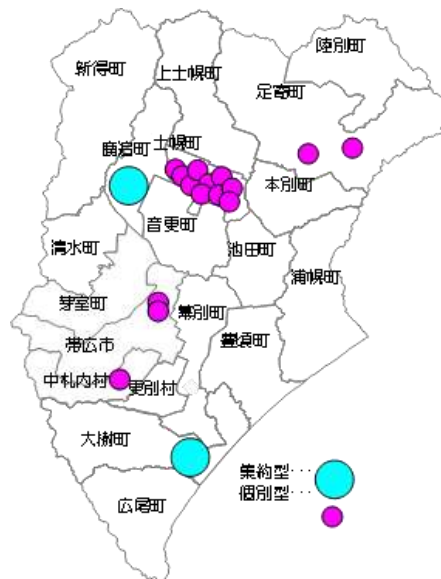 陸別町
新得町
上士幌町
足寄町
鹿追町
士幌町
本別町
音更町
清水町
池田町
浦幌町
芽室町
幕別町
帯広市
豊頃町
中札内村
更別村
大樹町
集約型…
個別型…
広尾町